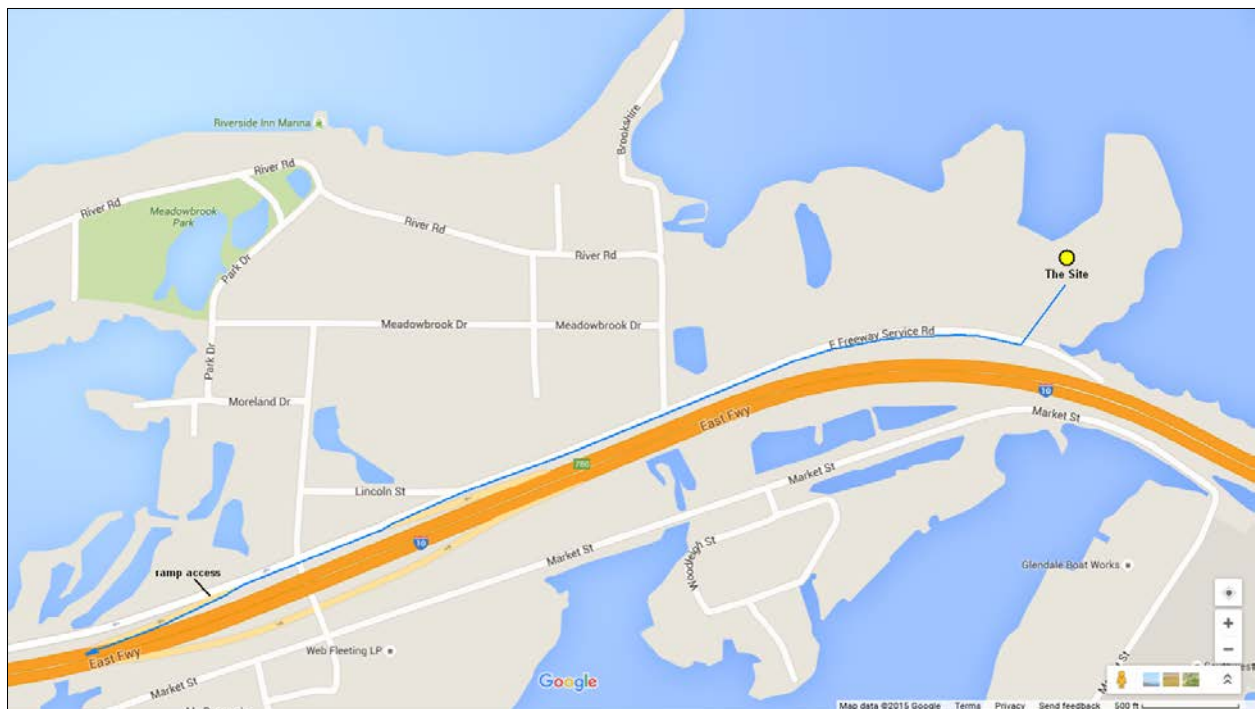 Riverside Inn Marina
Brookshire
River Rd
River Rd
Meadowbrook
Park
River Rd
River Rd
Park Dr
The Site
Meadowbrook Dr
Meadowbrook Dr
E Freeway Service Rd
Park Dr
Moreland Dr
10
East Fwy
Market St
780
Market St
Lincoln St
10
Market St
Woodleigh St
ramp access
Glendale Boat Works
East Fwy
Web Fleeting LP
Market St
Market St
Google
Map data ©2015 Google Terms Privacy Send feedback 500 ft